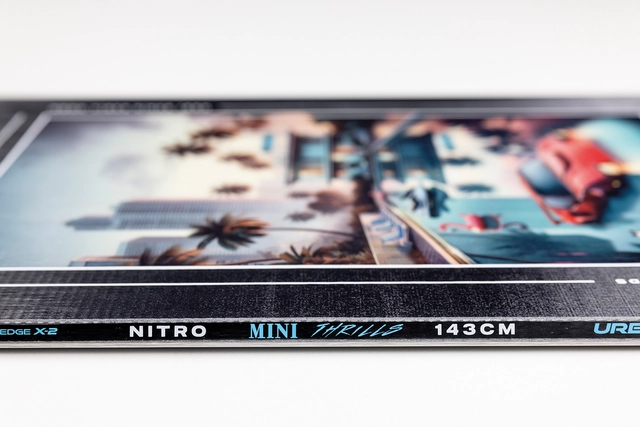 EDGE X-2 NITRO MINI THRILLS 143CM URB